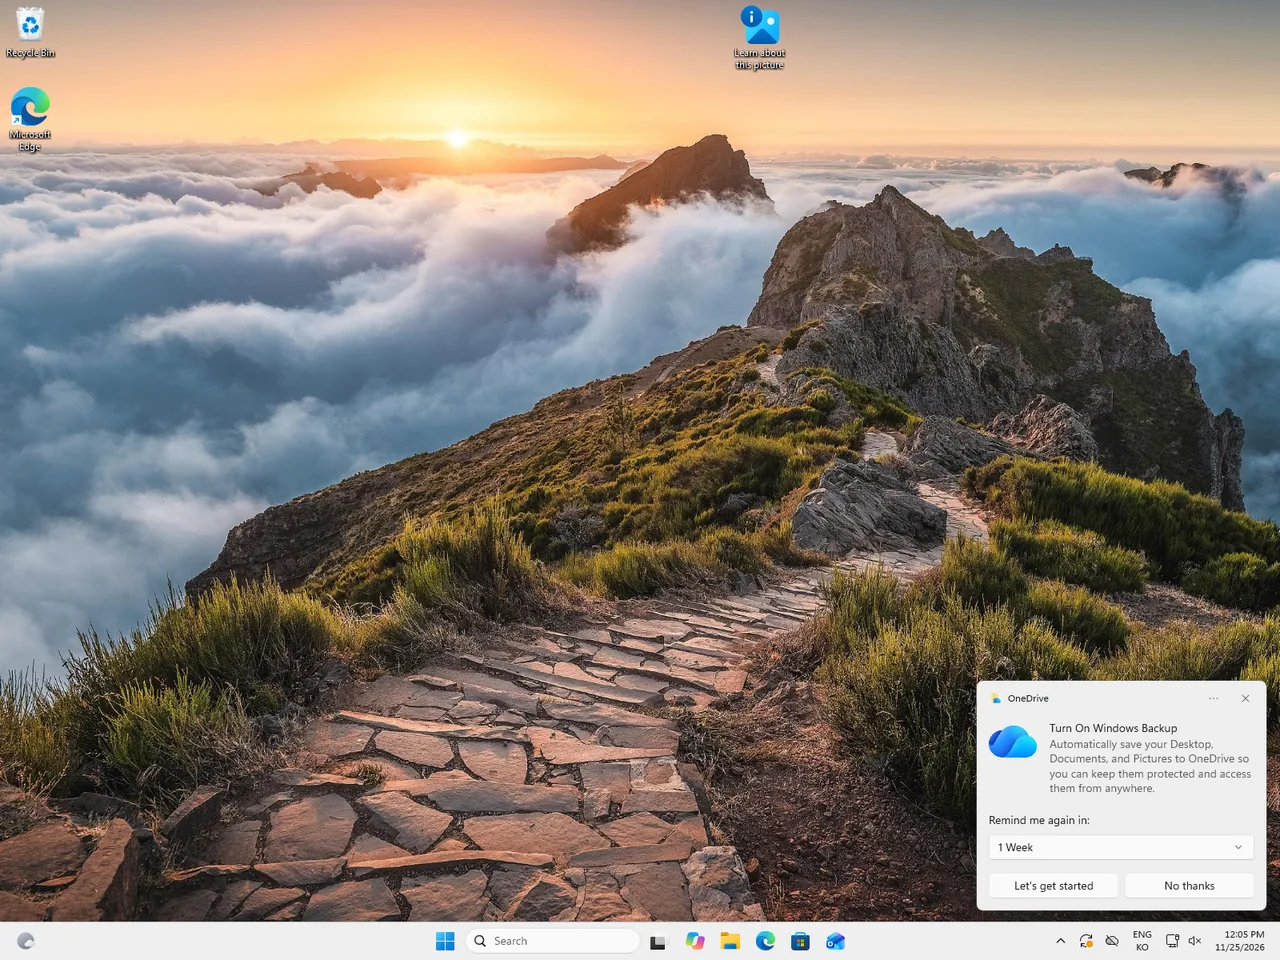 Recycle Bin
Learn about
this picture
Microsoft
Edge
OneDrive
Turn On Windows Backup
Automatically save your Desktop,
Documents, and Pictures to OneDrive so
you can keep them protected and access
them from anywhere.
Remind me again in:
1 Week
Let's get started
No thanks
Search
ENG
KO
12:05 PM
11/25/2026